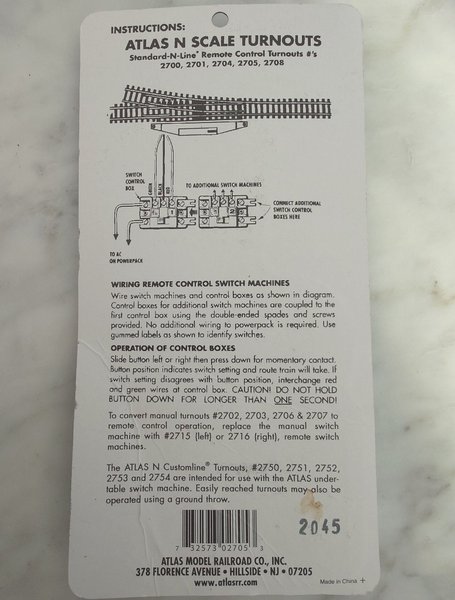 INSTRUCTIONS:
ATLAS N SCALE TURNOUTS
Standard-N-Line® Remote Control Turnouts #'s
2700, 2701, 2704, 2705, 2708
SWITCH
CONTROL
BOX
GREEN
BLACK
RED
TO ADDITIONAL SWITCH MACHINES
CONNECT ADDITIONAL
SWITCH CONTROL
BOXES HERE
TO AC
ON POWERPACK
WIRING REMOTE CONTROL SWITCH MACHINES
Wire switch machines and control boxes as shown in diagram.
Control boxes for additional switch machines are coupled to the
first control box using the double-ended spades and screws
provided. No additional wiring to powerpack is required. Use
gummed labels as shown to identify switches.
OPERATION OF CONTROL BOXES
Slide button left or right then press down for momentary contact.
Button position indicates switch setting and route train will take. If
switch setting disagrees with button position, interchange red
and green wires at control box. CAUTION! DO NOT HOLD
BUTTON DOWN FOR LONGER THAN ONE SECOND!
To convert manual turnouts #2702, 2703, 2706 & 2707 to
remote control operation, replace the manual switch
machine with #2715 (left) or 2716 (right), remote switch
machines.
The ATLAS N Customline® Turnouts, #2750, 2751, 2752,
2753 and 2754 are intended for use with the ATLAS under-
table switch machine. Easily reached turnouts may also be
operated using a ground throw.
2045
7 32573 02705 3
ATLAS MODEL RAILROAD CO., INC.
378 FLORENCE AVENUE • HILLSIDE • NJ • 07205
www.atlasrr.com
Made in China +